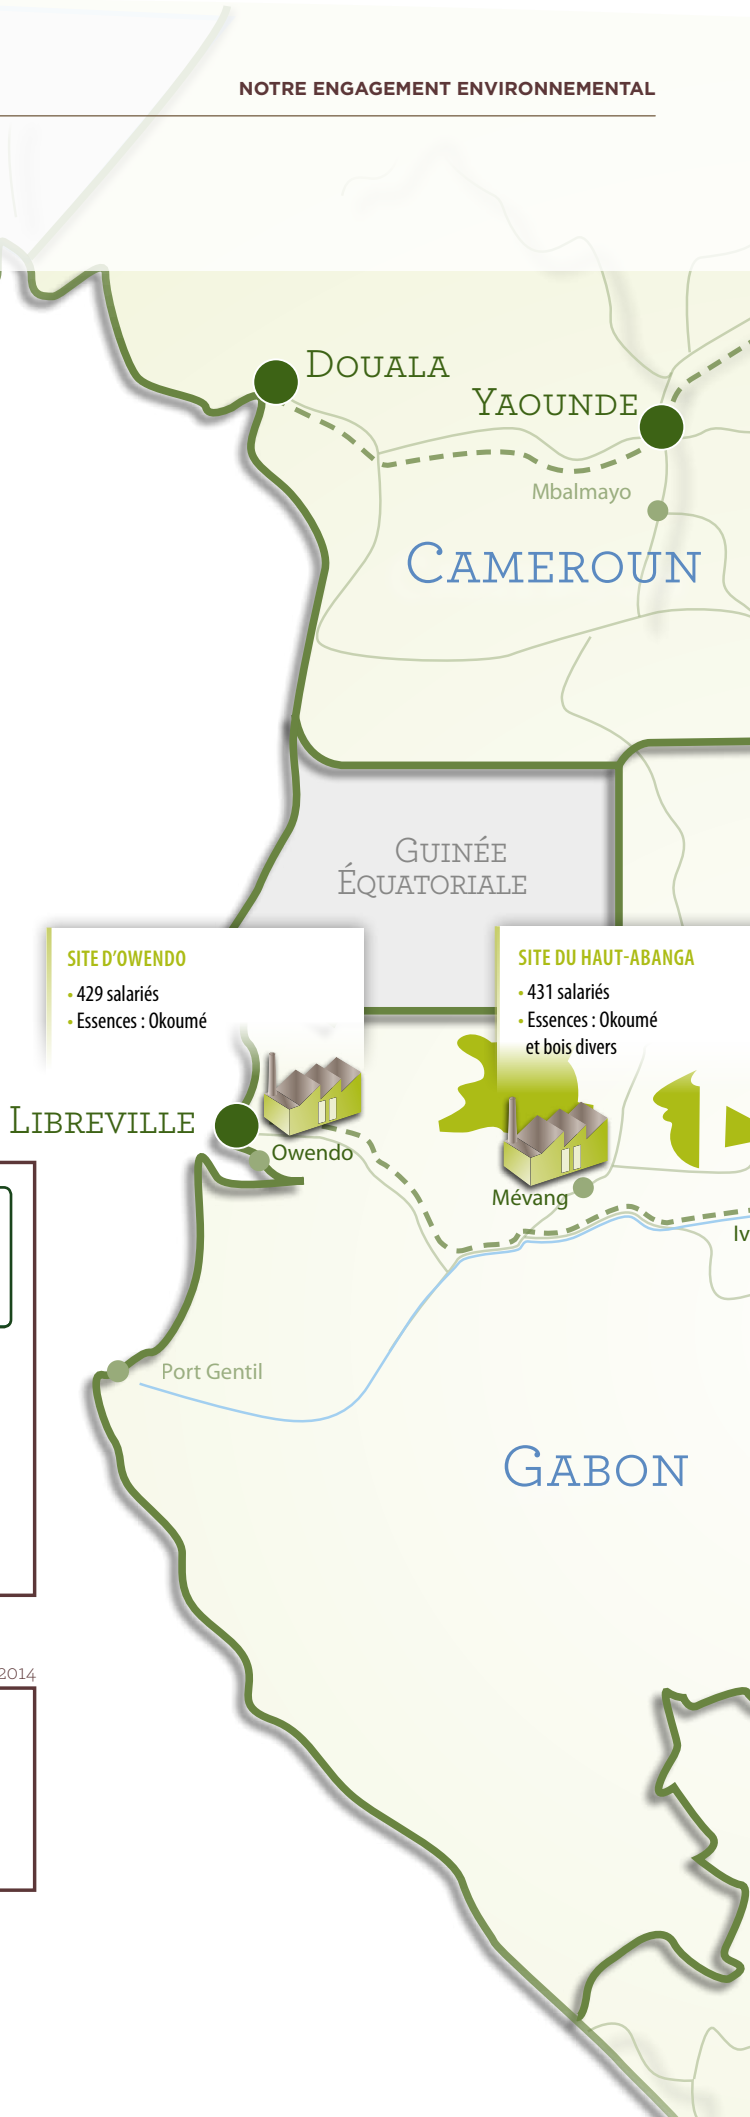 NOTRE ENGAGEMENT ENVIRONNEMENTAL
DOUALA
YAOUNDE
Mbalmayo
CAMEROUN
GUINÉE
ÉQUATORIALE
SITE D'OWENDO
• 429 salariés
• Essences : Okoumé
SITE DU HAUT-ABANGA
• 431 salariés
• Essences : Okoumé
et bois divers
LIBREVILLE
Owendo
Mévang
Iv
Port Gentil
GABON
2014